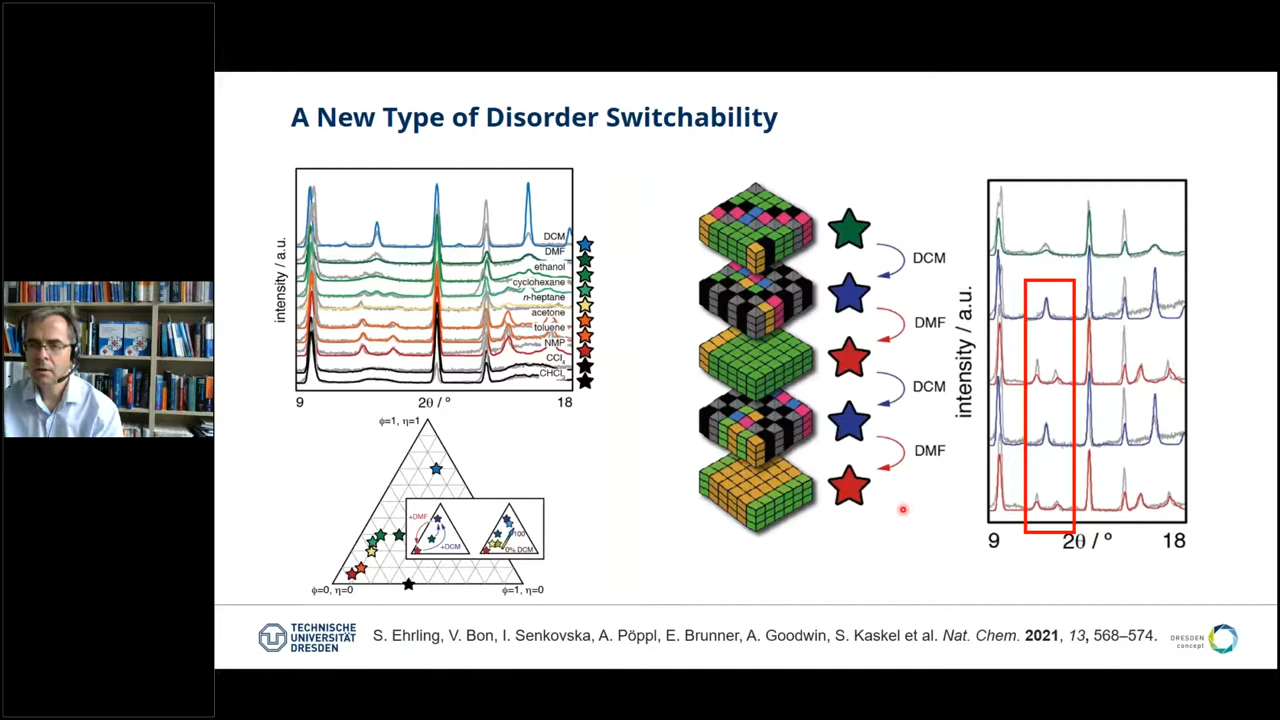 A New Type of Disorder Switchability
intensity / a.u.
DCM
DMF
ethanol
cyclohexane
n-heptane
acetone
toluene
NMP
CCl4
CHCl3
9
2θ / °
18
ϕ=1, η=1
+DMF
+DCM
100
0% DCM
ϕ=0, η=0
ϕ=1, η=0
DCM
DMF
DCM
DMF
intensity / a.u.
9
2θ / °
18
TECHNISCHE
UNIVERSITÄT
DRESDEN
S. Ehrling, V. Bon, I. Senkovska, A. Pöppl, E. Brunner, A. Goodwin, S. Kaskel et al. Nat. Chem. 2021, 13, 568–574.
DRESDEN
concept